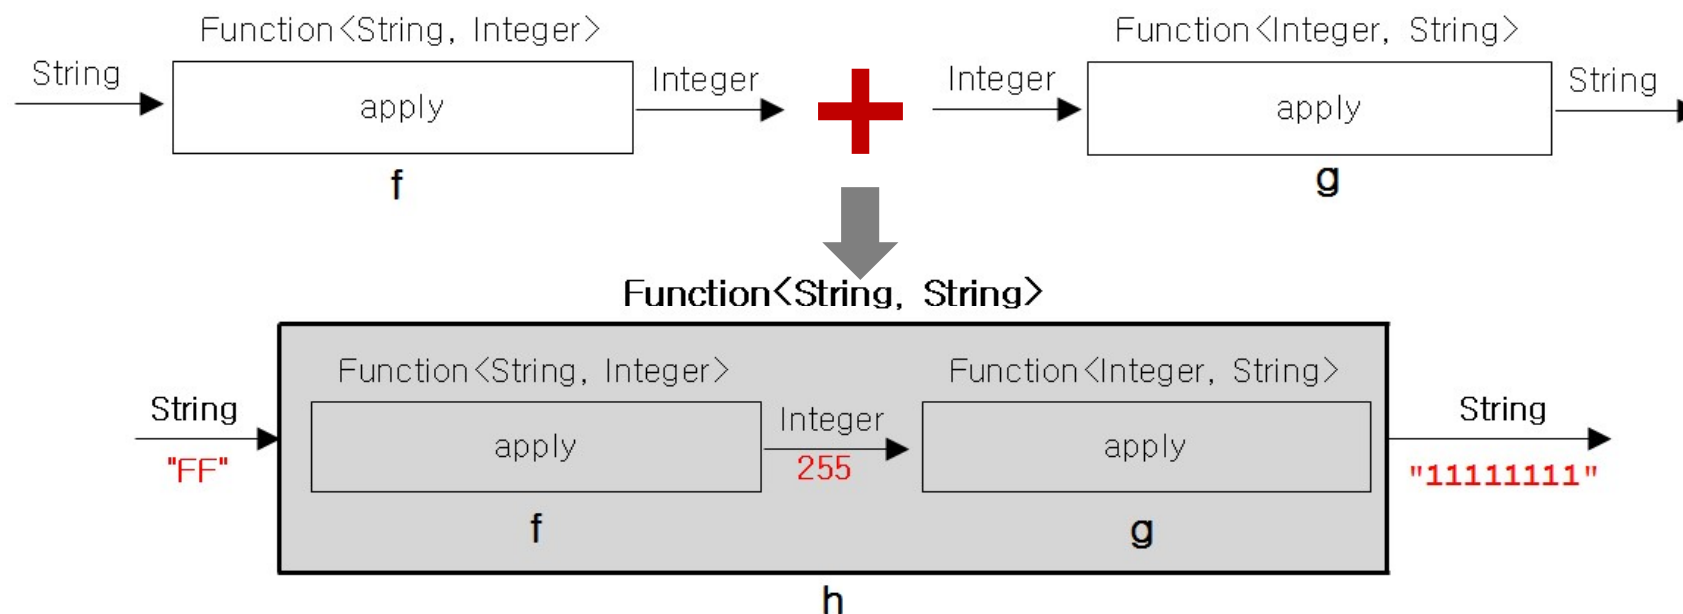 Function<String, Integer>
Function<Integer, String>
String
apply
Integer
Integer
apply
String
f
g
Function<String, String>
Function<String, Integer>
Function<Integer, String>
String
"FF"
apply
Integer
255
apply
String
"11111111"
f
g
h